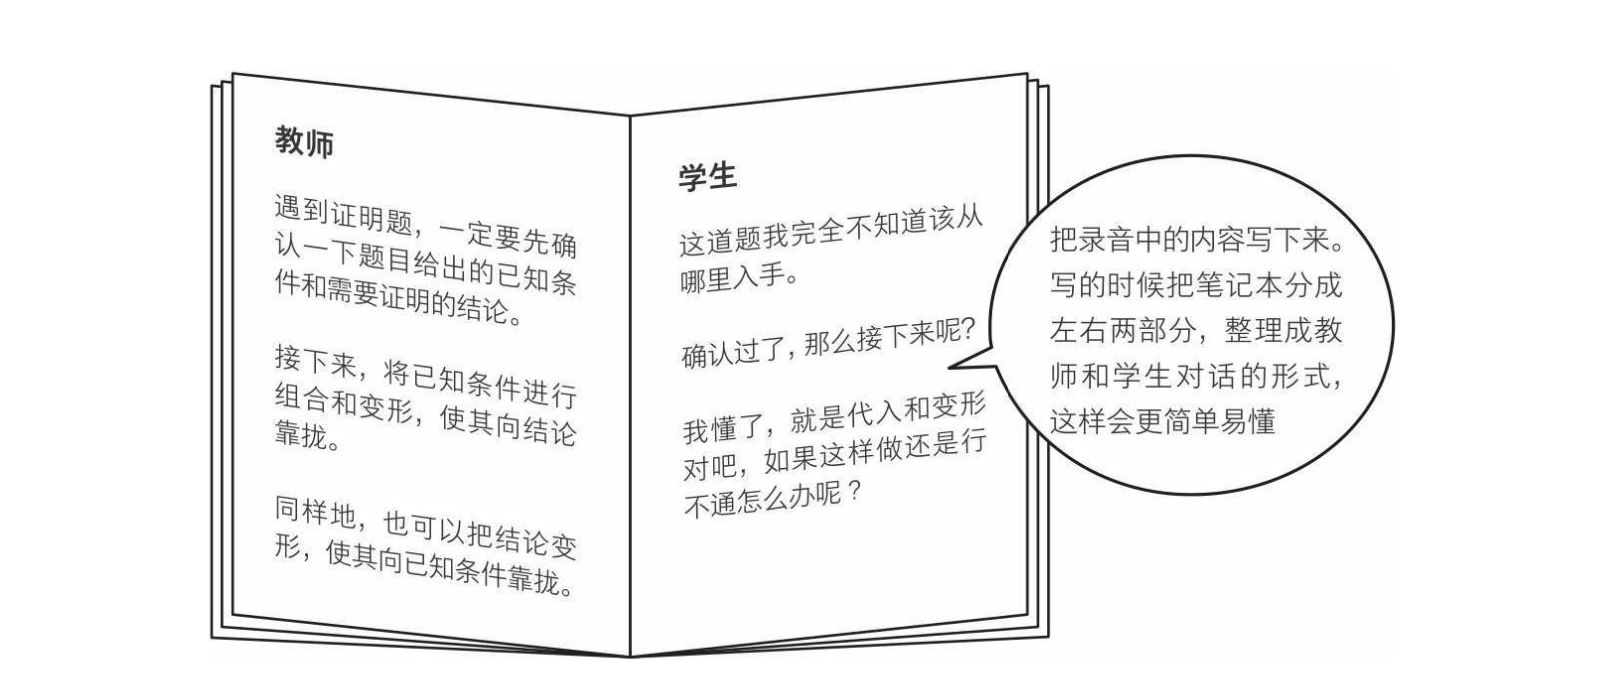 教师
遇到证明题，一定要先确
认一下题目给出的已知条
件和需要证明的结论。
接下来，将已知条件进行
组合和变形，使其向结论
靠拢。
同样地，也可以把结论变
形，使其向已知条件靠拢。
学生
这道题我完全不知道该从
哪里入手。
确认过了，那么接下来呢？
我懂了，就是代入和变形
对吧，如果这样做还是行
不通怎么办呢？
把录音中的内容写下来。
写的时候把笔记本分成
左右两部分，整理成教
师和学生对话的形式，
这样会更简单易懂